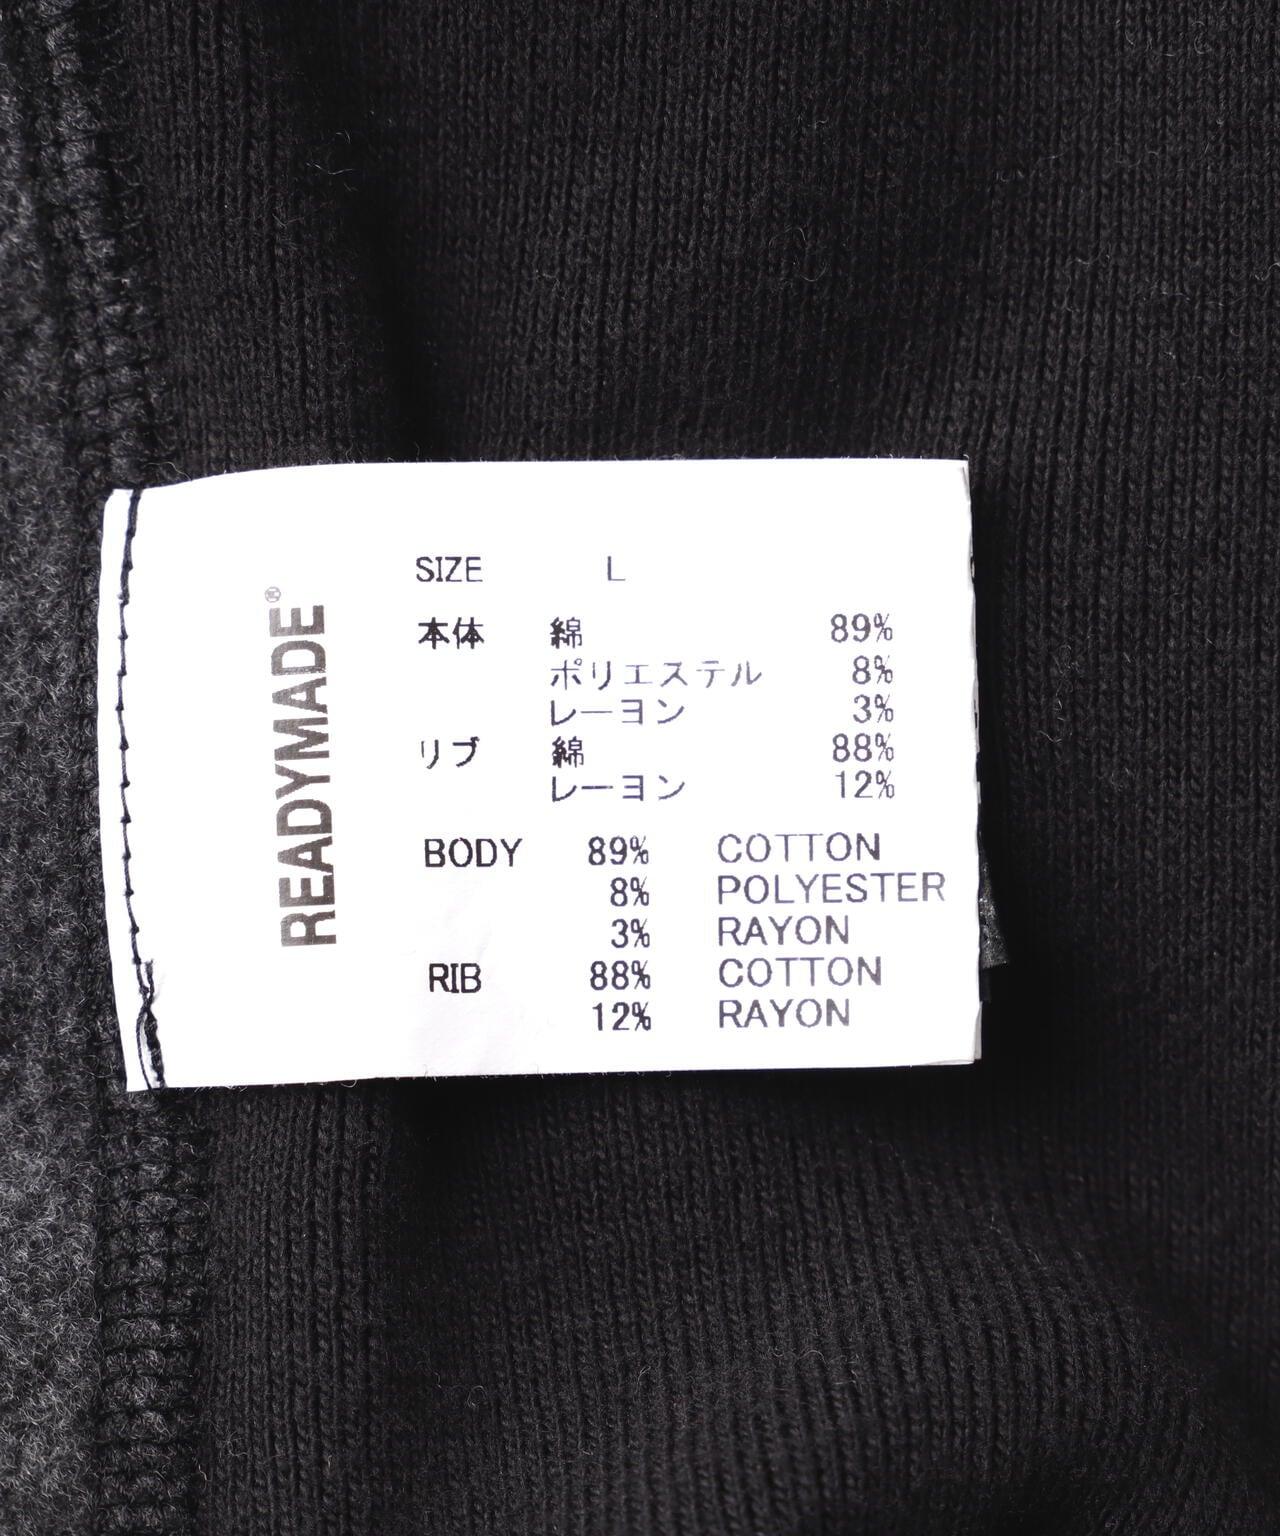 READYMADE®
SIZE L
本体 綿 89%
ポリエステル 8%
レーヨン 3%
リブ 綿 88%
レーヨン 12%
BODY 89% COTTON
8% POLYESTER
3% RAYON
RIB 88% COTTON
12% RAYON